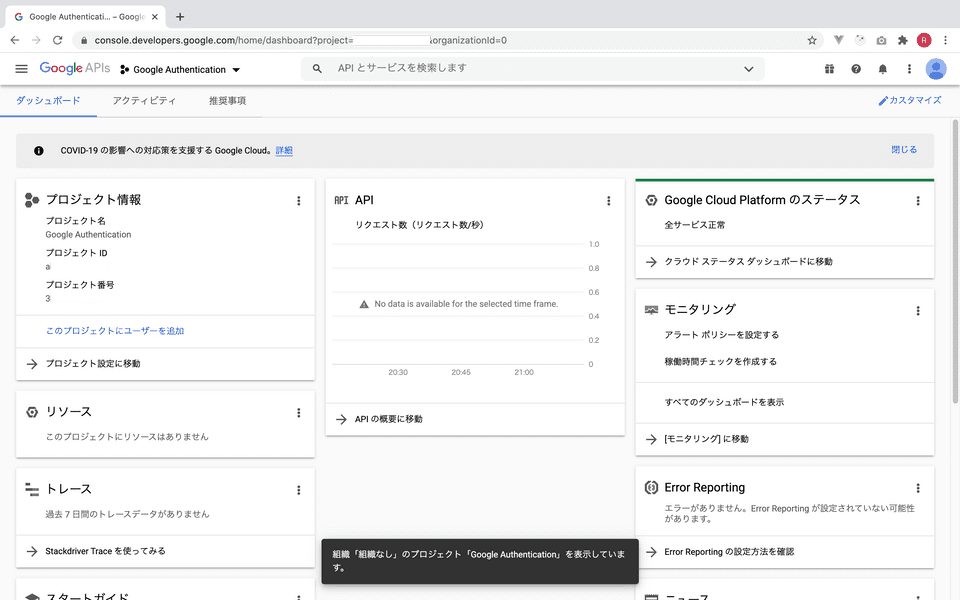 Google Authenticati... – Google
console.developers.google.com/home/dashboard?project=
organizationId=0
R
Google APIs
Google Authentication
API とサービスを検索します
ダッシュボード
アクティビティ
推奨事項
カスタマイズ
COVID-19 の影響への対応策を支援する Google Cloud。詳細
閉じる
プロジェクト情報
プロジェクト名
Google Authentication
プロジェクト ID
a
プロジェクト番号
3
このプロジェクトにユーザーを追加
プロジェクト設定に移動
リソース
このプロジェクトにリソースはありません
トレース
過去 7 日間のトレースデータがありません
Stackdriver Trace を使ってみる
スタートガイド
API API
リクエスト数（リクエスト数/秒）
1.0
0.8
0.6
No data is available for the selected time frame.
0.4
0.2
0
20:30
20:45
21:00
API の概要に移動
組織「組織なし」のプロジェクト「Google Authentication」を表示していま
す。
Google Cloud Platform のステータス
全サービス正常
クラウド ステータス ダッシュボードに移動
モニタリング
アラート ポリシーを設定する
稼働時間チェックを作成する
すべてのダッシュボードを表示
[モニタリング] に移動
Error Reporting
エラーがありません。Error Reporting が設定されていない可能性
があります。
Error Reporting の設定方法を確認
ニュース